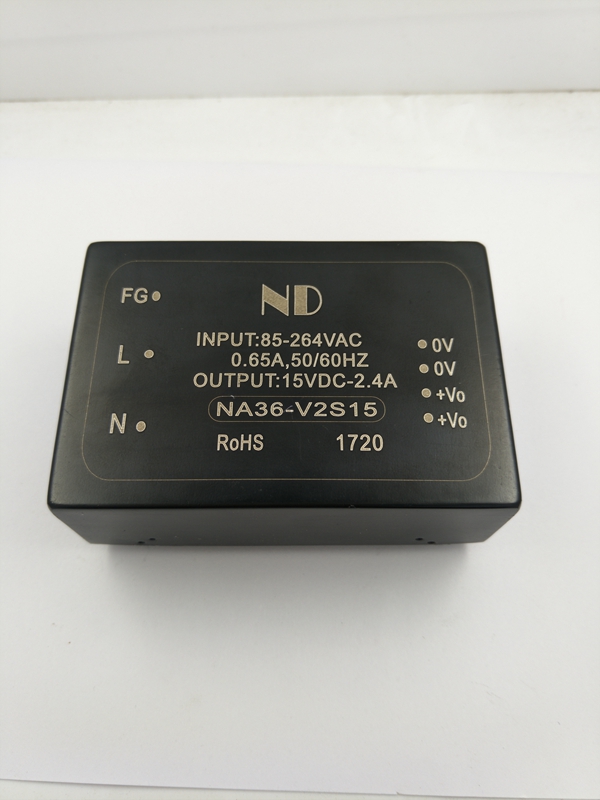 ND
FG
INPUT:85-264VAC
L
0.65A,50/60HZ
0V
OUTPUT:15VDC-2.4A
0V
NA36-V2S15
+Vo
N
+Vo
RoHS 1720